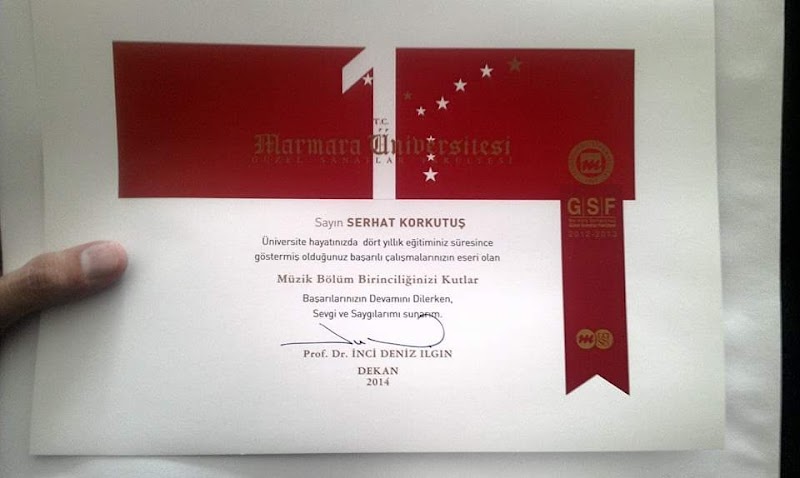 T.C.
Marmara Üniversitesi
GÜZEL SANATLAR FAKÜLTESİ
GSF
2012-2013
Sayın SERHAT KORKUTUŞ
Üniversite hayatınızda dört yıllık eğitiminiz süresince
göstermiş olduğunuz başarılı çalışmalarınızın eseri olan
Müzik Bölüm Birinciliğinizi Kutlar
Başarılarınızın Devamını Dilerken,
Sevgi ve Saygılarımı sunarım.
Prof. Dr. İNCİ DENİZ ILGIN
DEKAN
2014